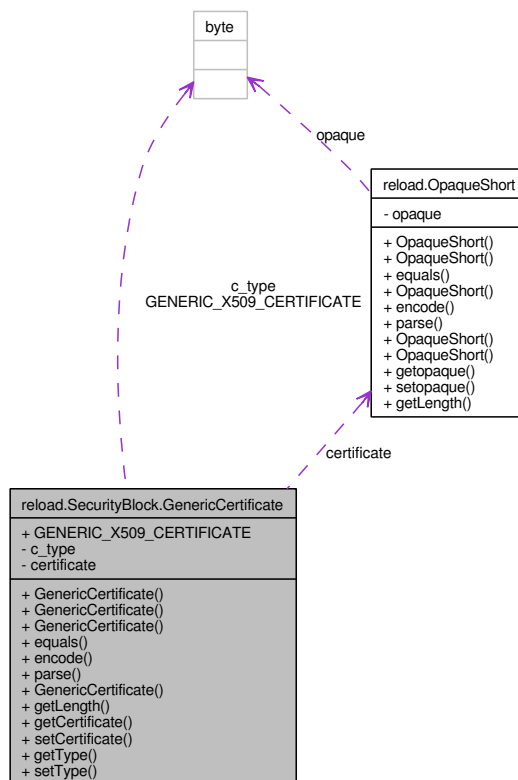 byte
opaque
reload.OpaqueShort
- opaque
+ OpaqueShort()
+ OpaqueShort()
+ equals()
+ OpaqueShort()
+ encode()
+ parse()
+ OpaqueShort()
+ OpaqueShort()
+ getopaque()
+ setopaque()
+ getLength()
c_type
GENERIC_X509_CERTIFICATE
certificate
reload.SecurityBlock.GenericCertificate
+ GENERIC_X509_CERTIFICATE
- c_type
- certificate
+ GenericCertificate()
+ GenericCertificate()
+ GenericCertificate()
+ equals()
+ encode()
+ parse()
+ GenericCertificate()
+ getLength()
+ getCertificate()
+ setCertificate()
+ getType()
+ setType()